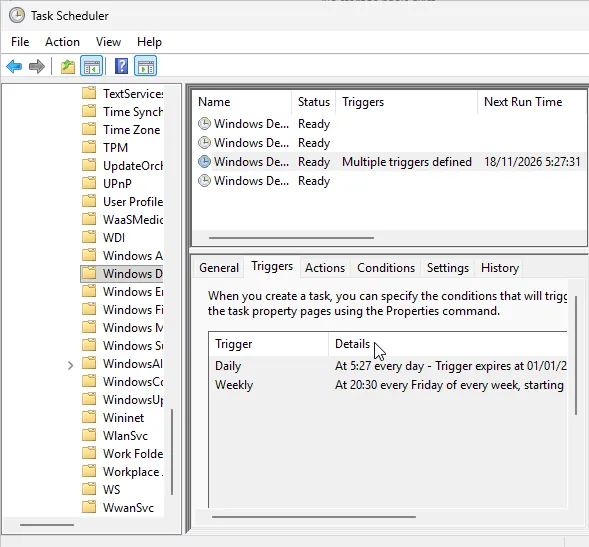 Task Scheduler
File Action View Help
TextServices
Time Synch
Time Zone
TPM
UpdateOrch
UPnP
User Profile
WaaSMedic
WDI
Windows A
Windows D
Windows Er
Windows Fi
Windows M
Windows Su
WindowsAI
WindowsCo
WindowsUp
Wininet
WlanSvc
Work Folde
Workplace
WS
WwanSvc
Name Status Triggers Next Run Time
Windows De... Ready
Windows De... Ready
Windows De... Ready Multiple triggers defined 18/11/2026 5:27:31
Windows De... Ready
General Triggers Actions Conditions Settings History
When you create a task, you can specify the conditions that will trigg
the task property pages using the Properties command.
Trigger Details
Daily At 5:27 every day - Trigger expires at 01/01/2
Weekly At 20:30 every Friday of every week, starting